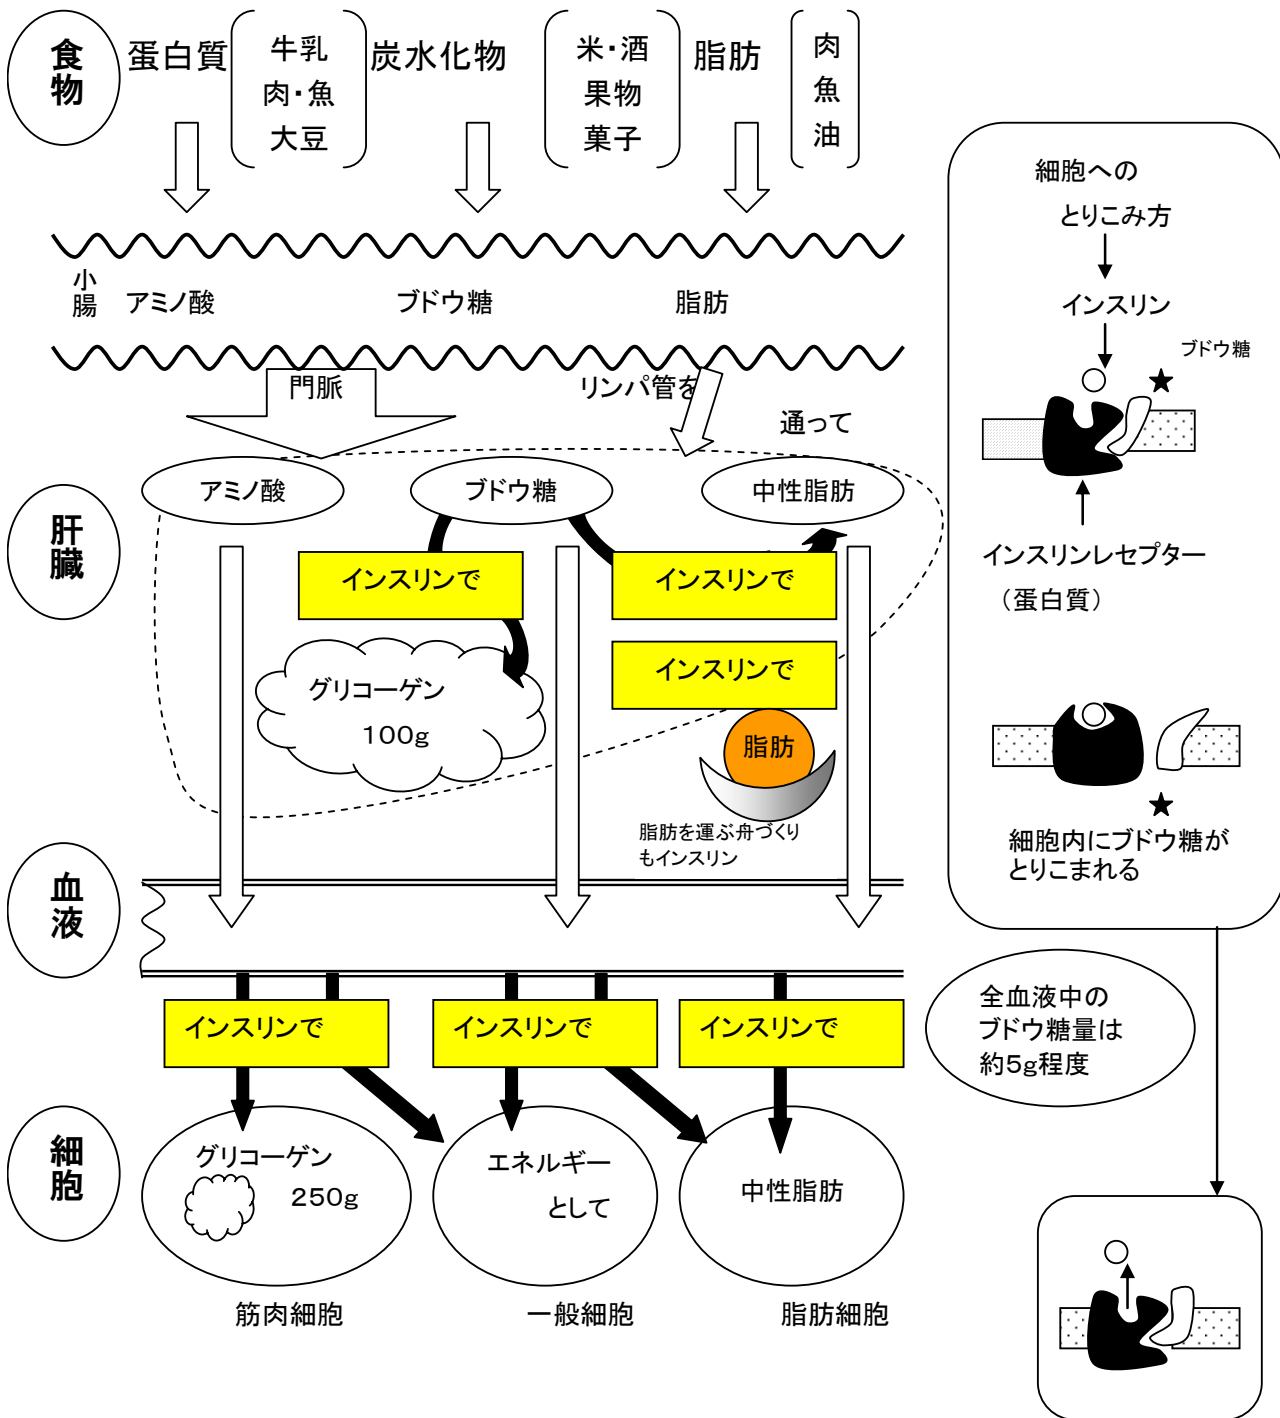 食物
蛋白質
牛乳
肉・魚
大豆
炭水化物
米・酒
果物
菓子
脂肪
肉
魚
油
小腸
アミノ酸
ブドウ糖
脂肪
門脈
リンパ管を
通って
肝臓
アミノ酸
ブドウ糖
中性脂肪
インスリンで
インスリンで
インスリンで
グリコーゲン
100g
脂肪
脂肪を運ぶ舟づくり
もインスリン
血液
インスリンで
インスリンで
インスリンで
細胞
グリコーゲン
250g
エネルギー
として
中性脂肪
筋肉細胞
一般細胞
脂肪細胞
細胞への
とりこみ方
インスリン
ブドウ糖
インスリンレセプター
（蛋白質）
細胞内にブドウ糖が
とりこまれる
全血液中の
ブドウ糖量は
約5g程度